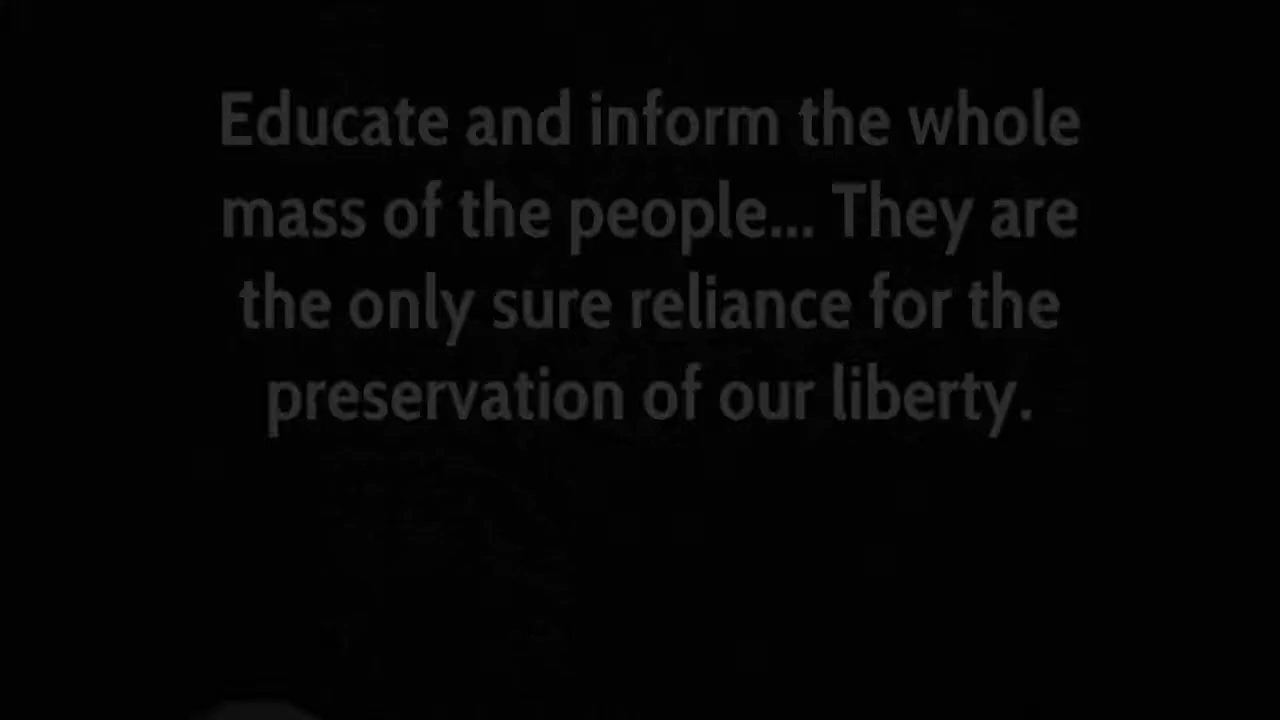 Educate and inform the whole
mass of the people... They are
the only sure reliance for the
preservation of our liberty.